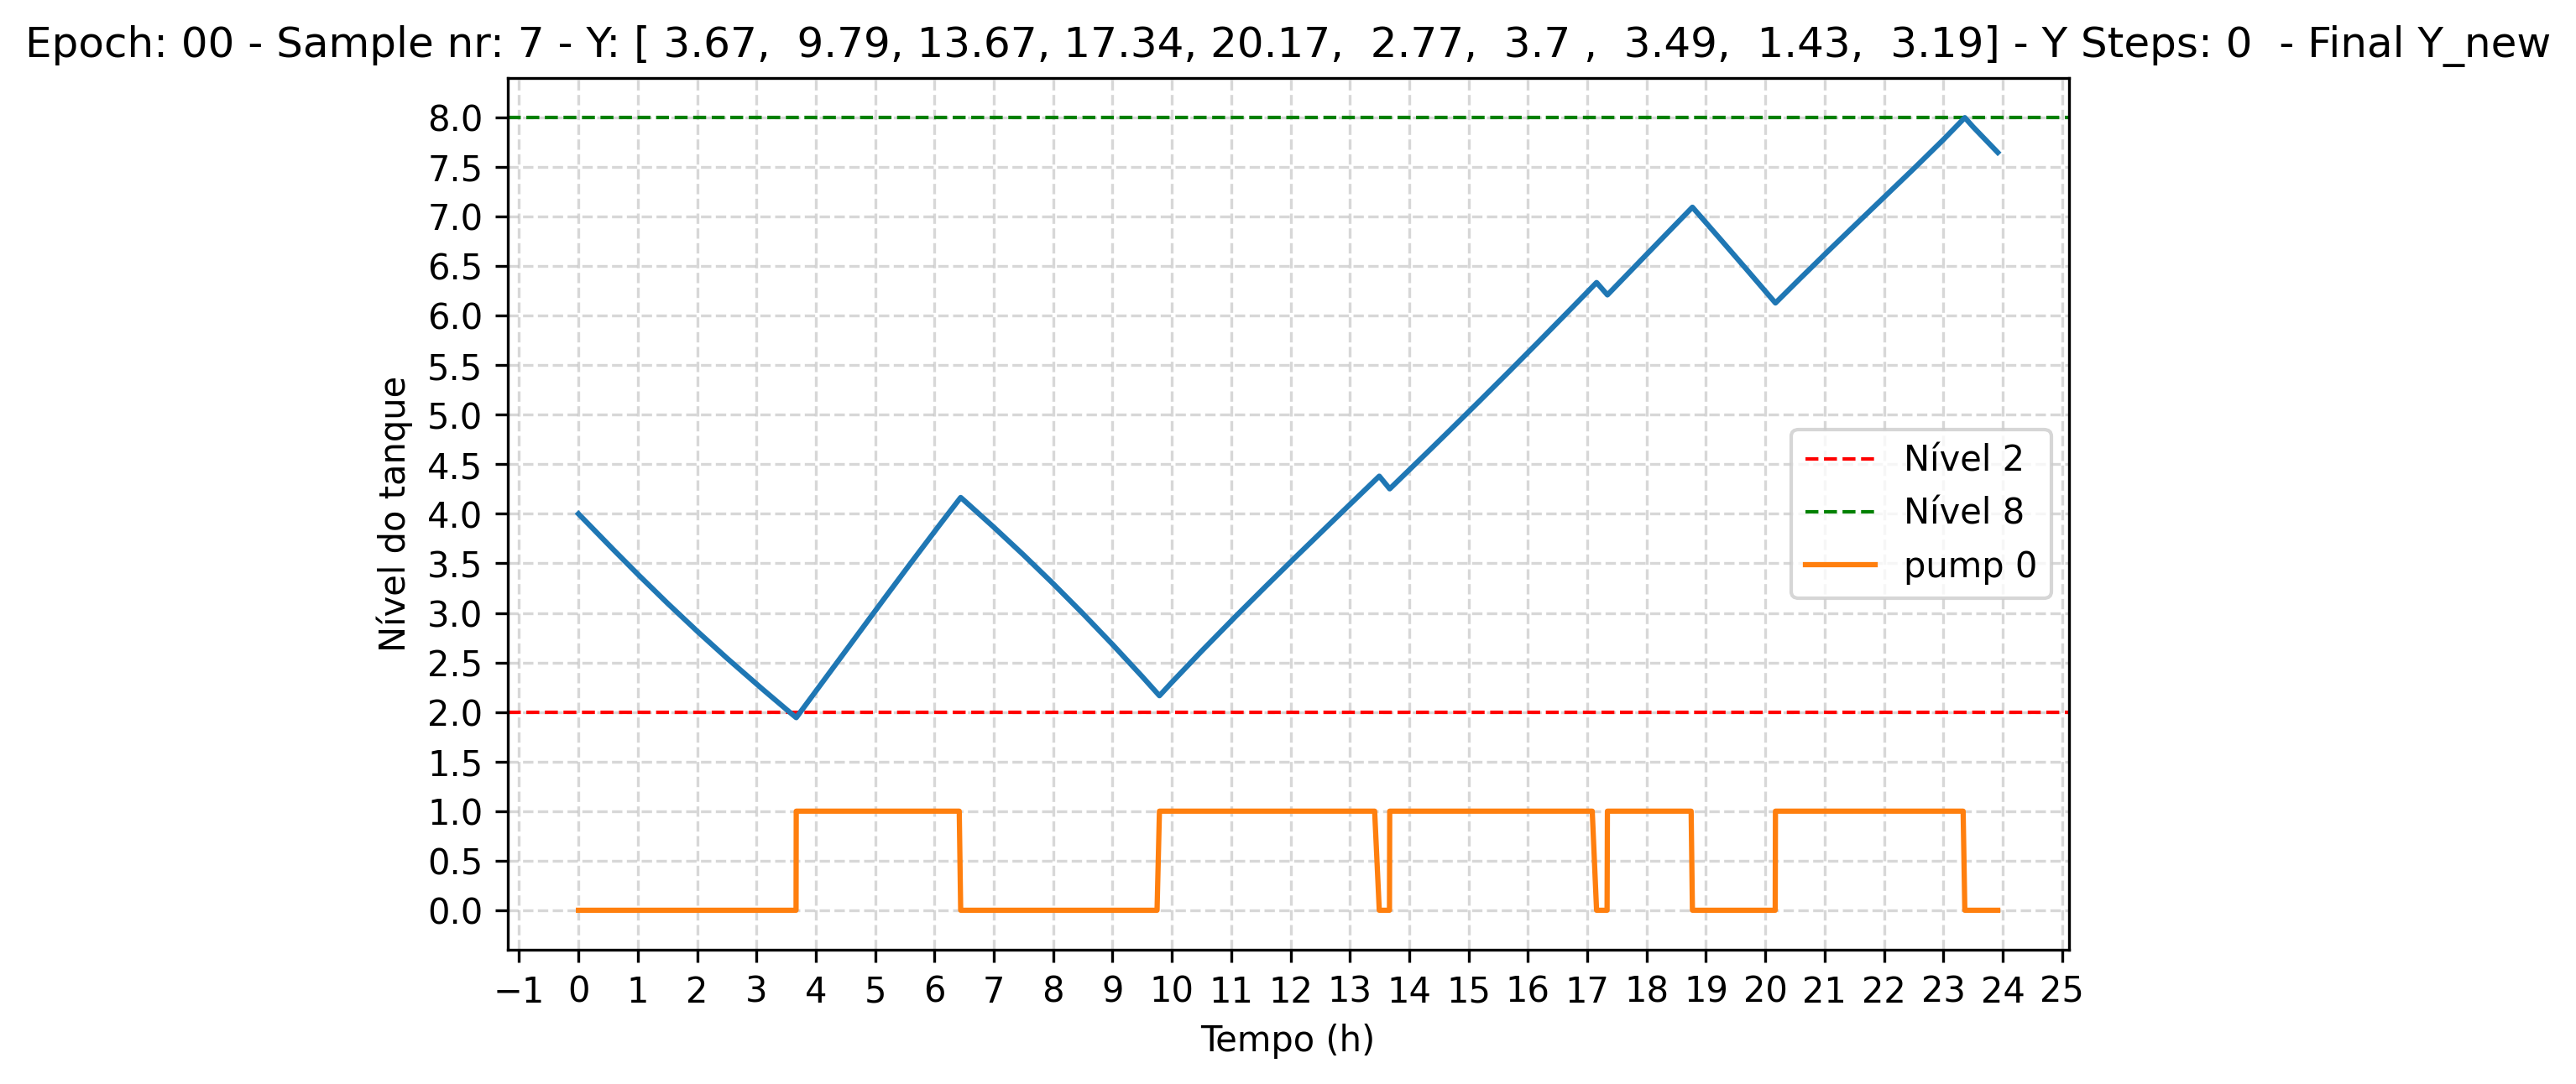 Epoch: 00 - Sample nr: 7 - Y: [ 3.67,  9.79, 13.67, 17.34, 20.17,  2.77,  3.7 ,  3.49,  1.43,  3.19] - Y Steps: 0  - Final Y_new
8.0
7.5
7.0
6.5
6.0
5.5
5.0
4.5
4.0
3.5
3.0
2.5
2.0
1.5
1.0
0.5
0.0
Nível do tanque
Nível 2
Nível 8
pump 0
−1 0 1 2 3 4 5 6 7 8 9 10 11 12 13 14 15 16 17 18 19 20 21 22 23 24 25
Tempo (h)